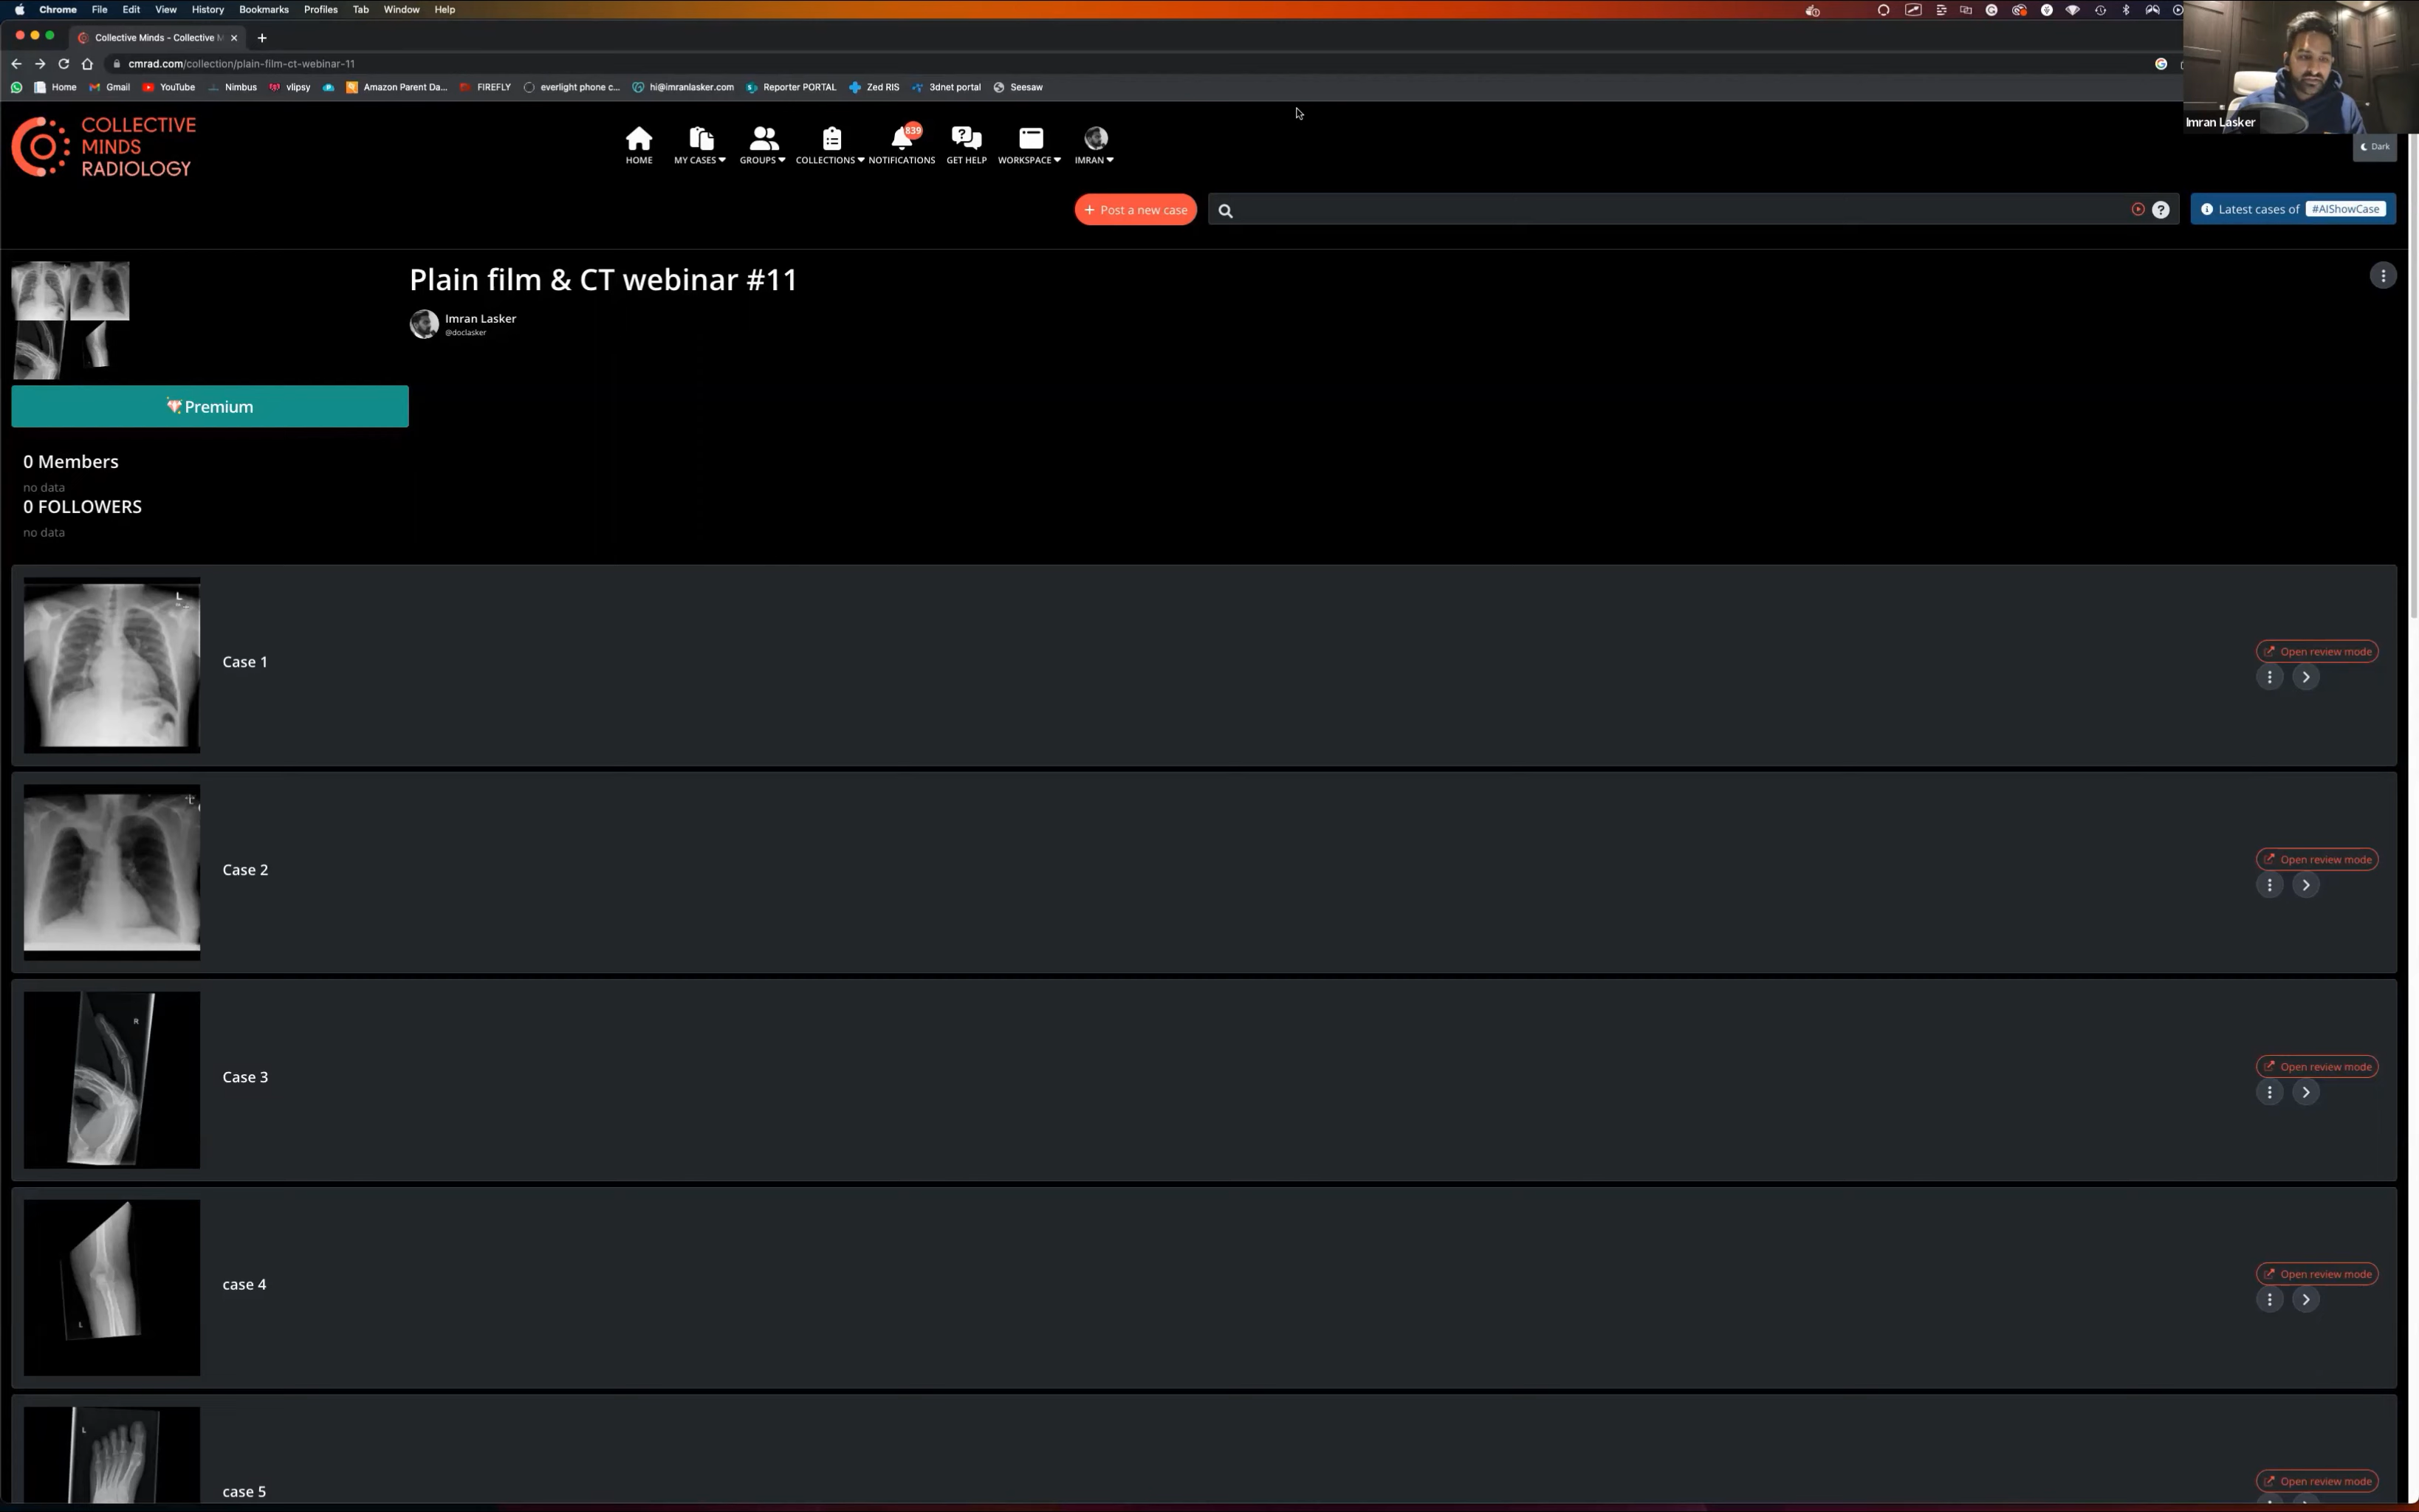 Chrome File Edit View History Bookmarks Profiles Tab Window Help
Collective Minds - Collective M
cmrad.com/collection/plain-film-ct-webinar-11
Home Gmail YouTube Nimbus vlipsy Amazon Parent Da... FIREFLY everlight phone c... hi@imranlasker.com Reporter PORTAL Zed RIS 3dnet portal Seesaw
Imran Lasker
COLLECTIVE
MINDS
RADIOLOGY
839
HOME MY CASES GROUPS COLLECTIONS NOTIFICATIONS GET HELP WORKSPACE IMRAN
Dark
+ Post a new case
Latest cases of #AIShowCase
Plain film & CT webinar #11
Imran Lasker
@doclasker
Premium
0 Members
no data
0 FOLLOWERS
no data
L
Case 1
Open review mode
Case 2
Open review mode
R
Case 3
Open review mode
case 4
L
Open review mode
L
case 5
Open review mode